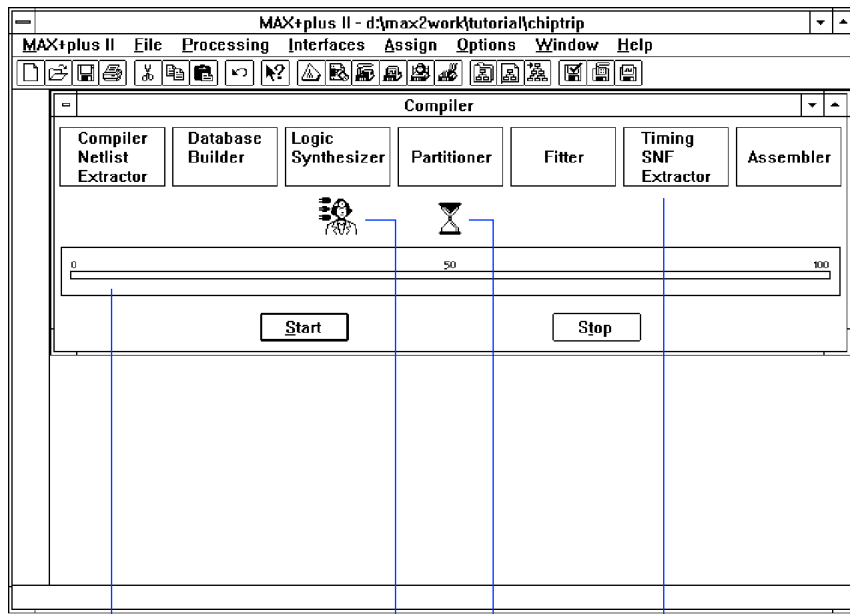 MAX+plus II - d:\max2work\tutorial\chiptrip
MAX+plus II File Processing Interfaces Assign Options Window Help
Compiler
Compiler Netlist Extractor
Database Builder
Logic Synthesizer
Partitioner
Fitter
Timing SNF Extractor
Assembler
0 50 100
Start Stop